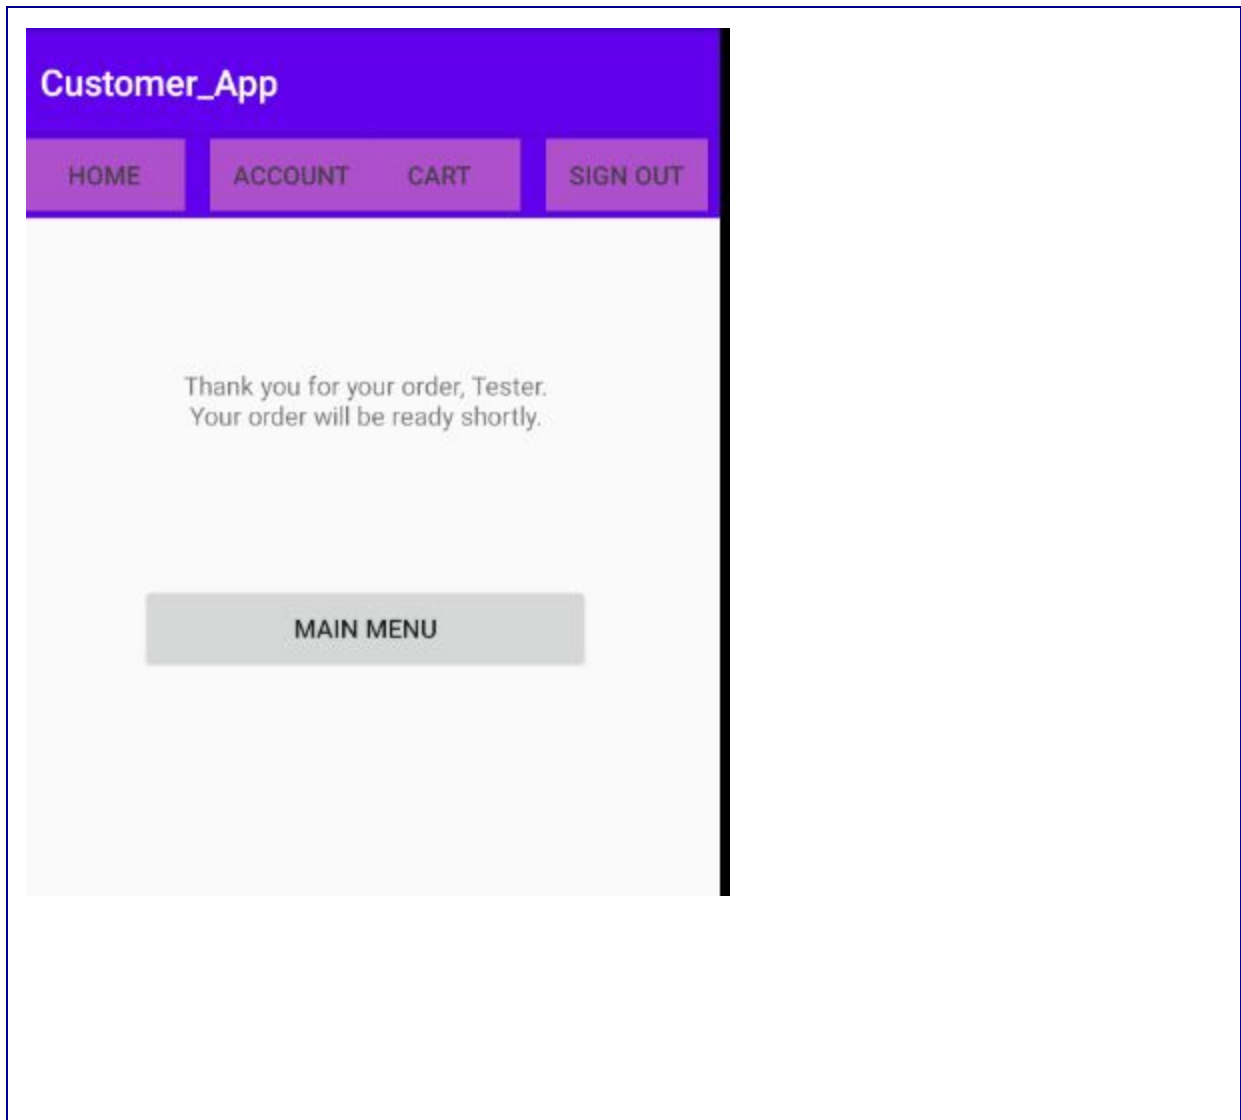 Customer_App
HOME ACCOUNT CART SIGN OUT
Thank you for your order, Tester.
Your order will be ready shortly.
MAIN MENU